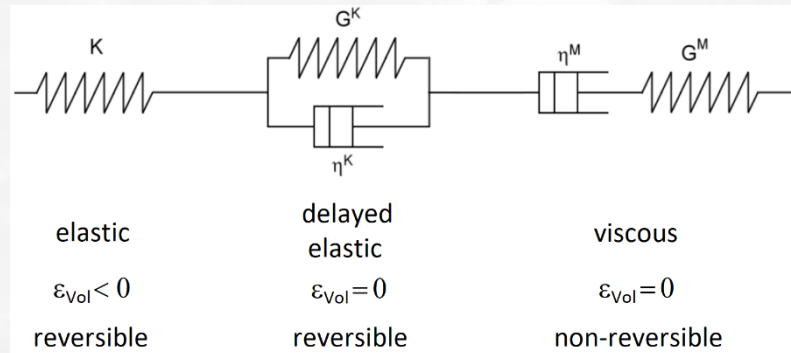 K
G^K
η^K
η^M
G^M
elastic
delayed
elastic
viscous
ε_Vol < 0
ε_Vol = 0
ε_Vol = 0
reversible
reversible
non-reversible